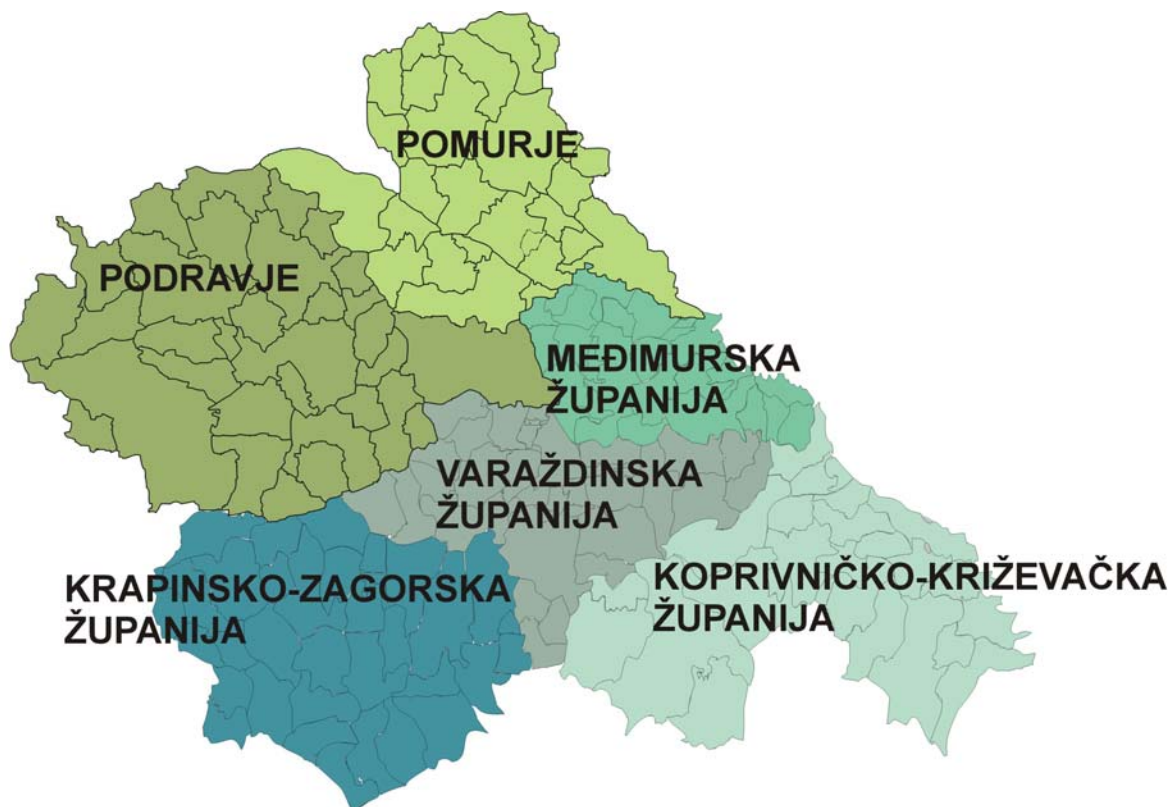 POMURJE
PODRAVJE
MEĐIMURSKA
ŽUPANIJA
VARAŽDINSKA
ŽUPANIJA
KRAPINSKO-ZAGORSKA
ŽUPANIJA
KOPRIVNIČKO-KRIŽEVAČKA
ŽUPANIJA